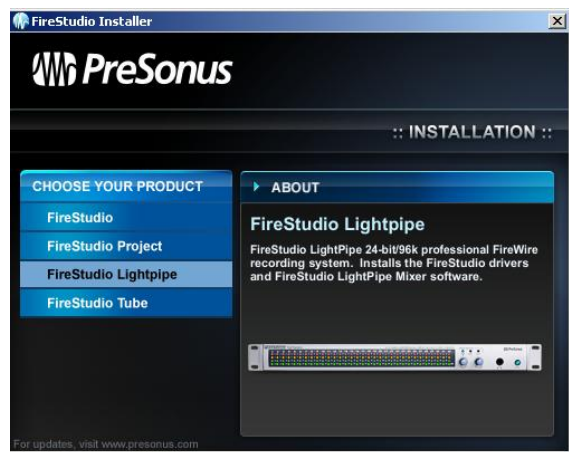 FireStudio Installer
PreSonus
:: INSTALLATION ::
CHOOSE YOUR PRODUCT
FireStudio
FireStudio Project
FireStudio Lightpipe
FireStudio Tube
ABOUT
FireStudio Lightpipe
FireStudio LightPipe 24-bit/96k professional FireWire
recording system. Installs the FireStudio drivers
and FireStudio LightPipe Mixer software.
For updates, visit www.presonus.com